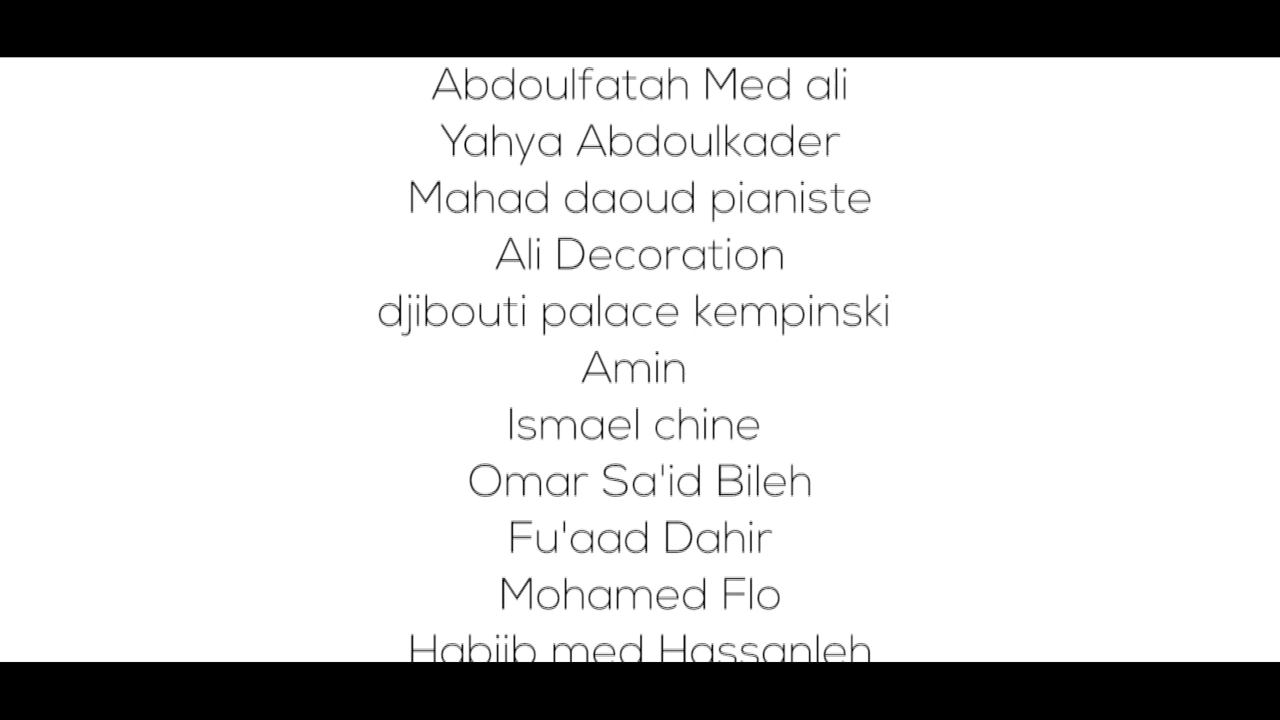 Abdoulfatah Med ali
Yahya Abdoulkader
Mahad daoud pianiste
Ali Decoration
djibouti palace kempinski
Amin
Ismael chine
Omar Sa'id Bileh
Fu'aad Dahir
Mohamed Flo
Habiib med Hassanleh